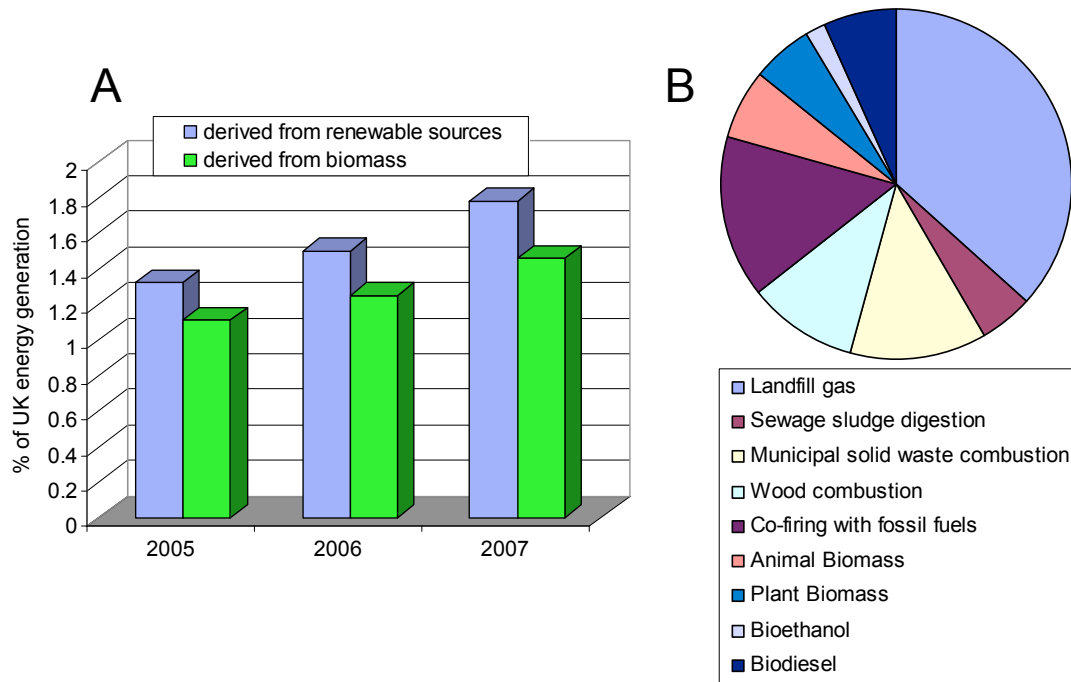 A
derived from renewable sources
derived from biomass
% of UK energy generation
2
1.8
1.6
1.4
1.2
1
0.8
0.6
0.4
0.2
0
2005
2006
2007
B
Landfill gas
Sewage sludge digestion
Municipal solid waste combustion
Wood combustion
Co-firing with fossil fuels
Animal Biomass
Plant Biomass
Bioethanol
Biodiesel